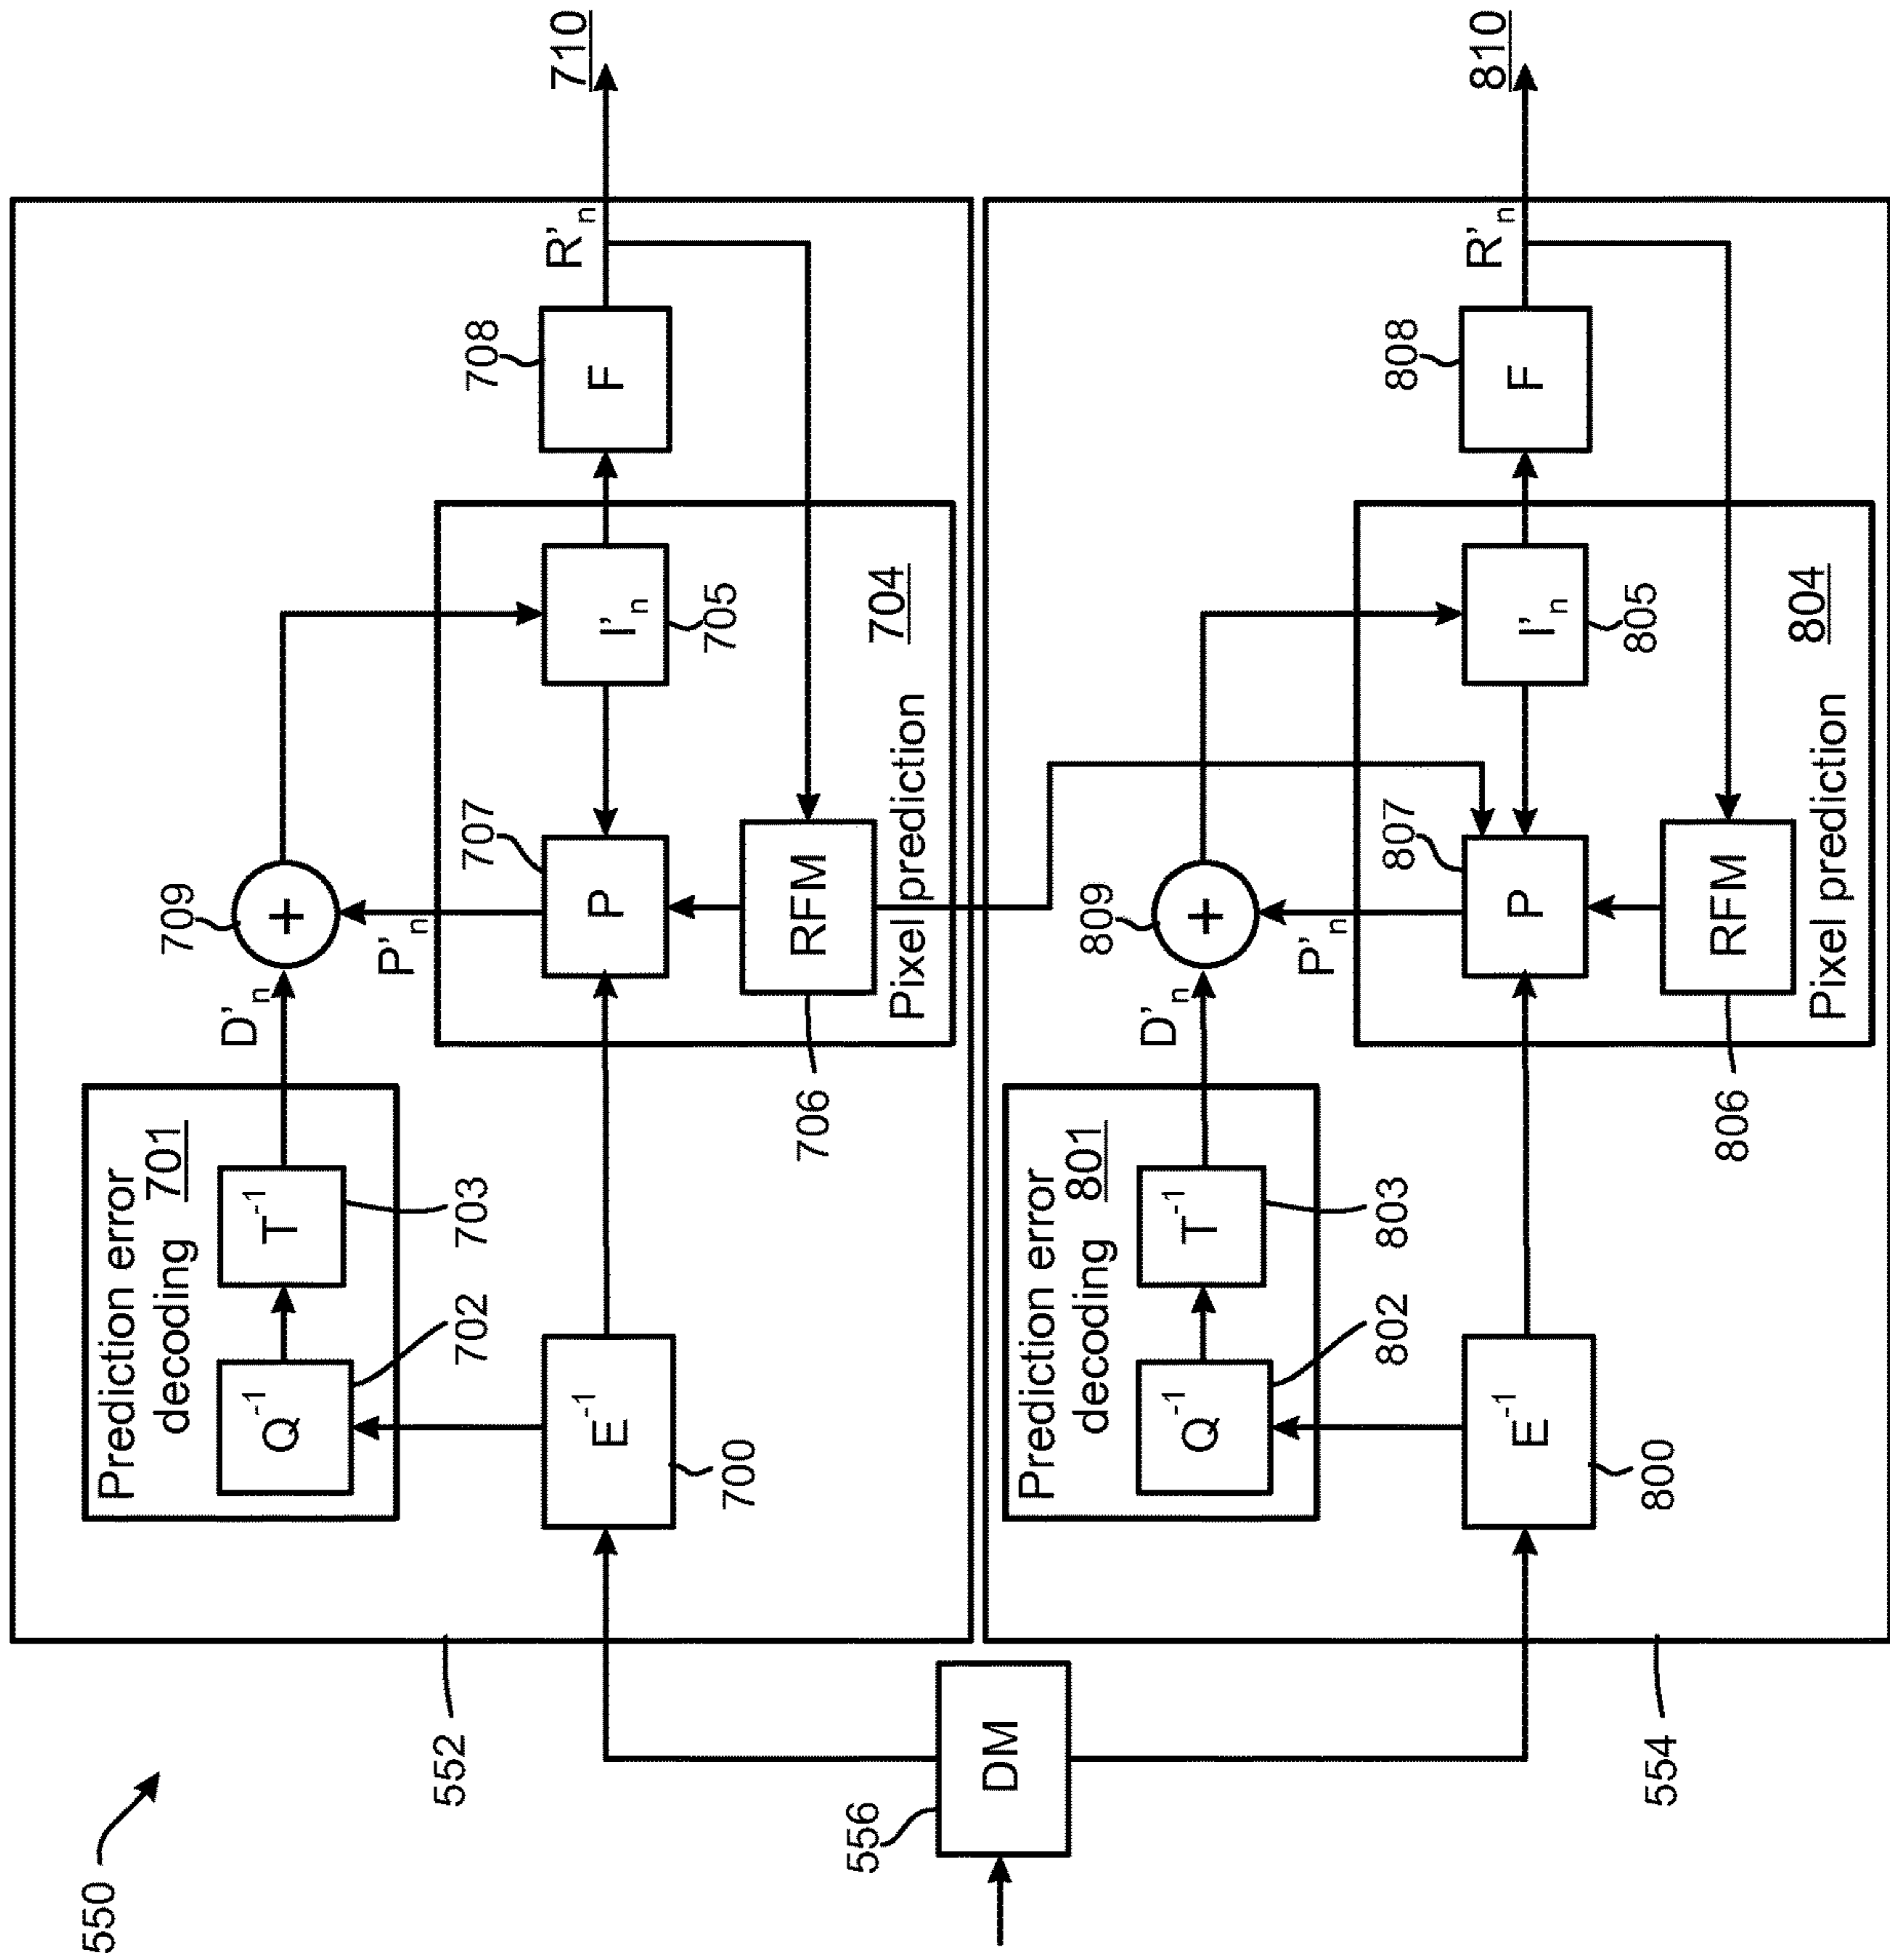 550
552
Prediction error
decoding 701
Q⁻¹
T⁻¹
702
703
D'n
709
+
P'n
E⁻¹
700
707
P
I'n
705
RFM
706
Pixel prediction
704
708
F
R'n
710
556
DM
554
Prediction error
decoding 801
Q⁻¹
T⁻¹
802
803
D'n
809
+
P'n
E⁻¹
800
807
P
I'n
805
RFM
806
Pixel prediction
804
808
F
R'n
810